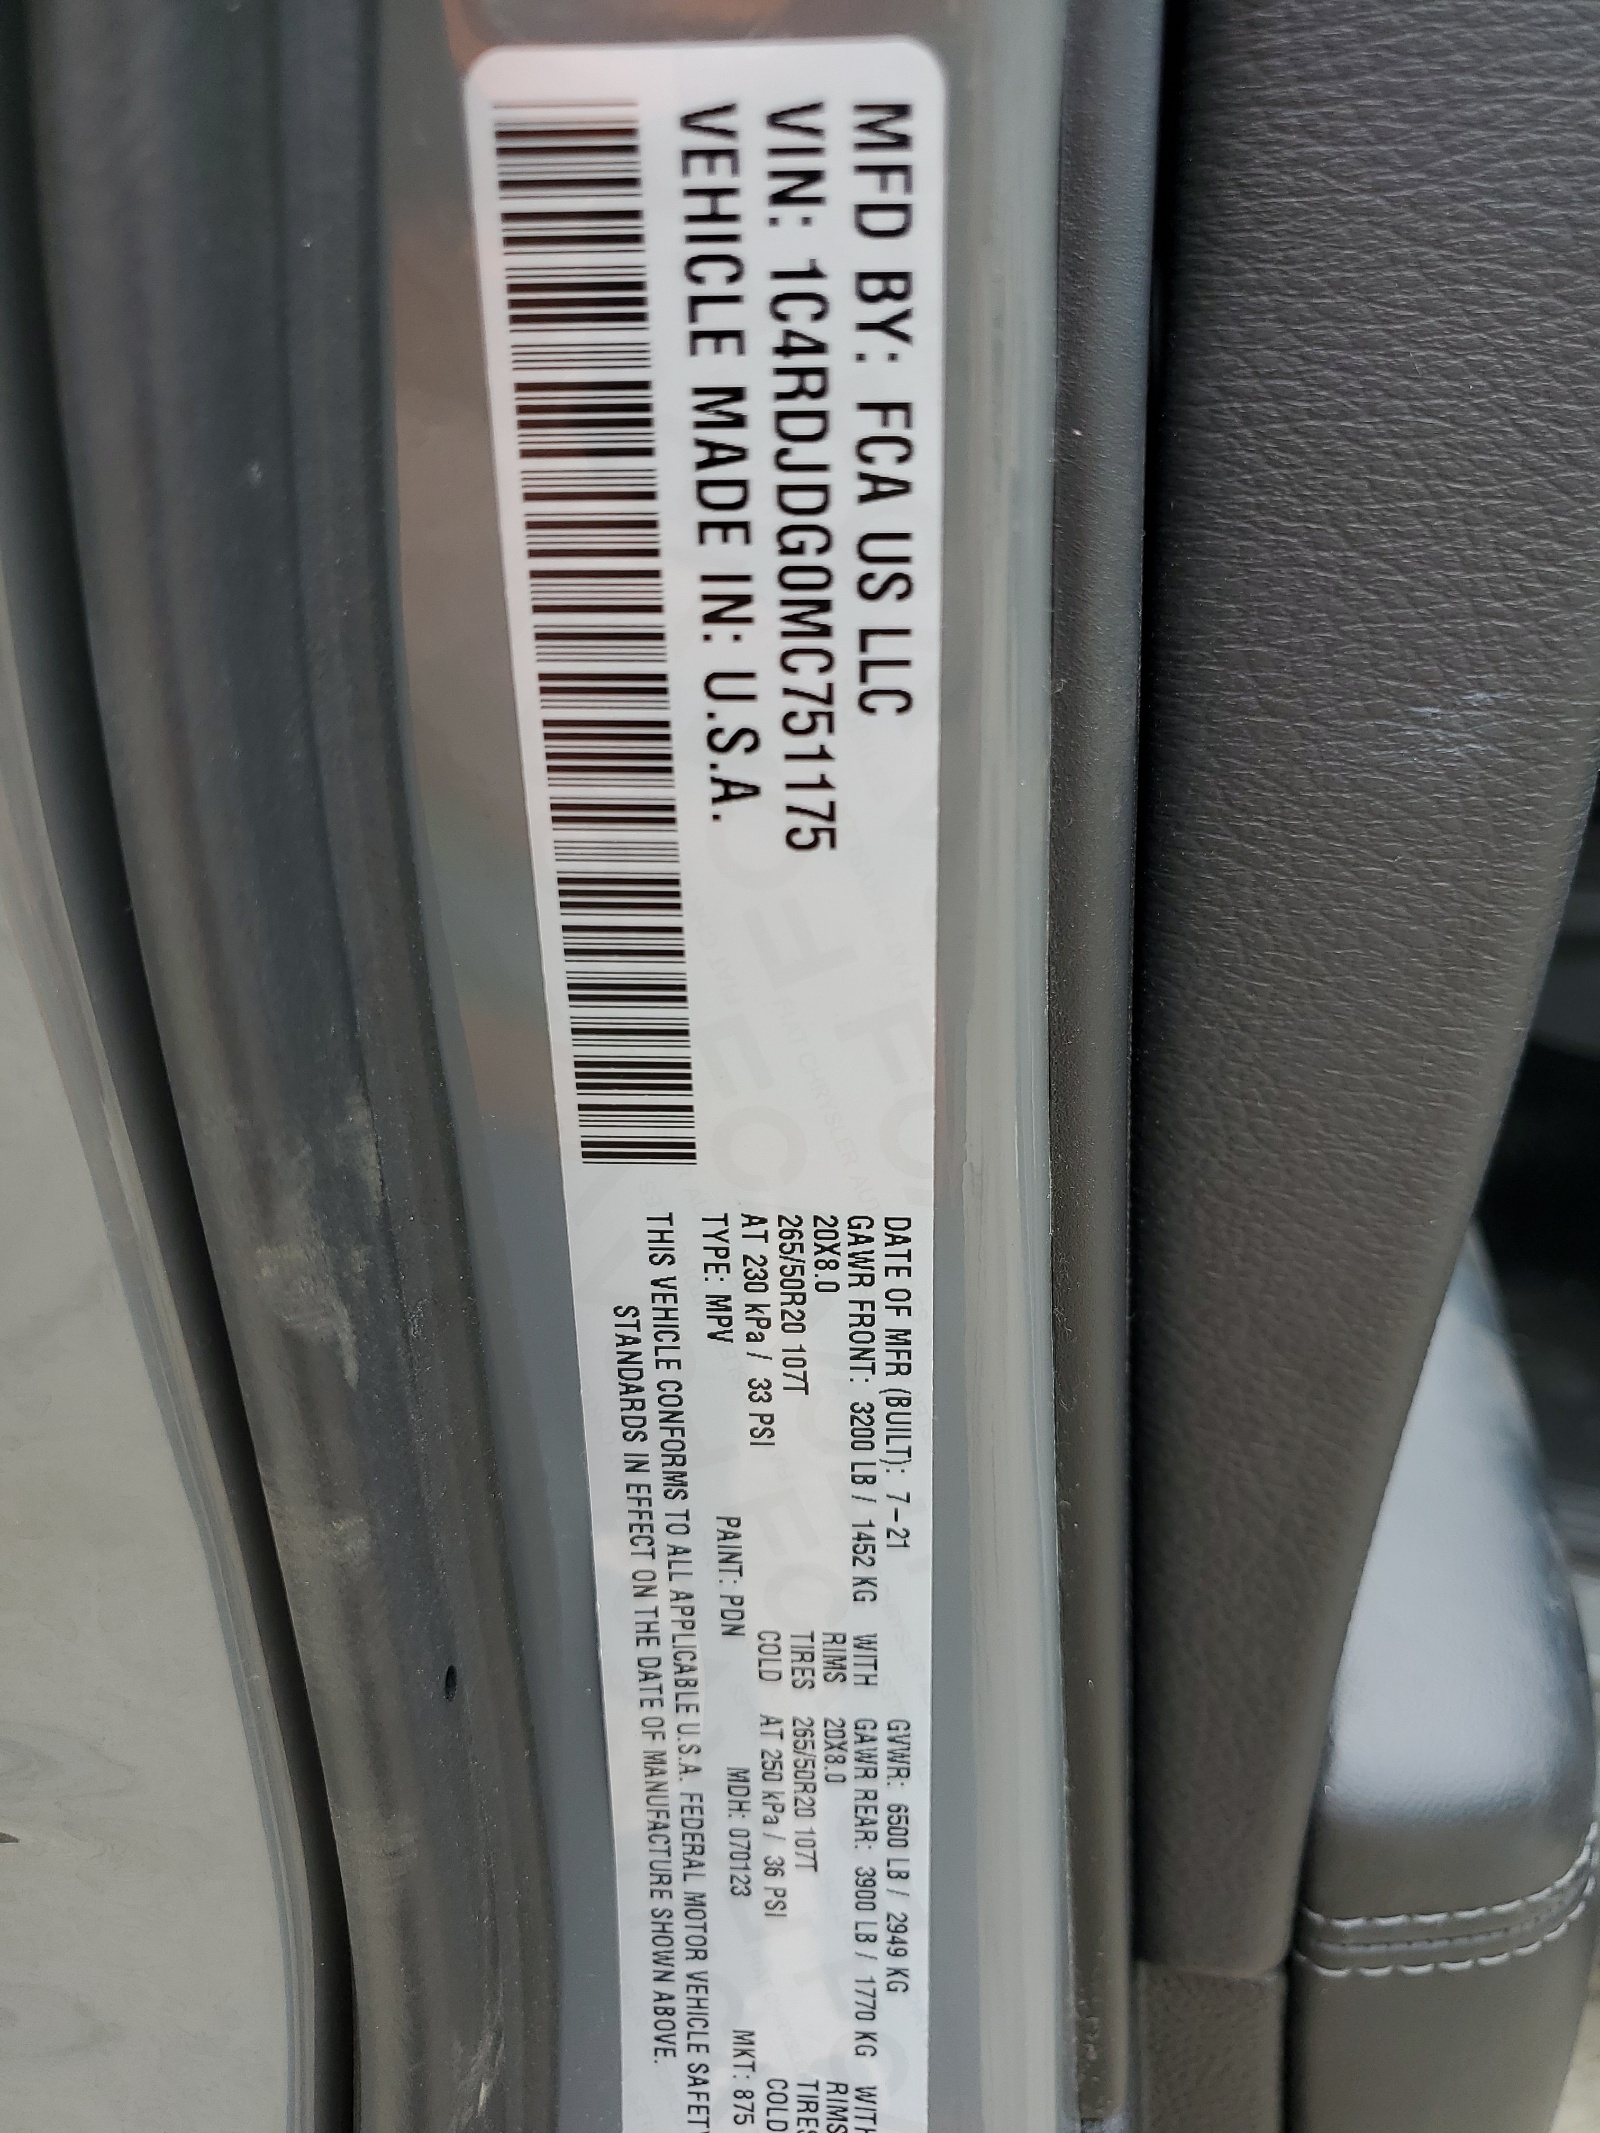 MFD BY: FCA US LLC
VIN: 1C4RDJDG0MC751175
VEHICLE MADE IN: U.S.A.
DATE OF MFR (BUILT): 7-21 GVWR: 6500 LB / 2949 KG
GAWR FRONT: 3200 LB / 1452 KG WITH GAWR REAR: 3900 LB / 1770 KG WITH
20X8.0 RIMS 20X8.0 RIMS
265/50R20 107T TIRES 265/50R20 107T TIRES
AT 230 kPa / 33 PSI COLD AT 250 kPa / 36 PSI COLD
TYPE: MPV PAINT: PDN MDH: 070123 MKT: 875
THIS VEHICLE CONFORMS TO ALL APPLICABLE U.S.A. FEDERAL MOTOR VEHICLE SAFETY
STANDARDS IN EFFECT ON THE DATE OF MANUFACTURE SHOWN ABOVE.